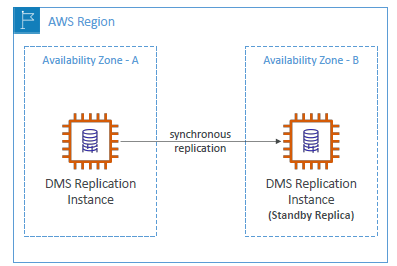 AWS Region
Availability Zone - A
Availability Zone - B
synchronous
replication
DMS Replication
Instance
DMS Replication
Instance
(Standby Replica)